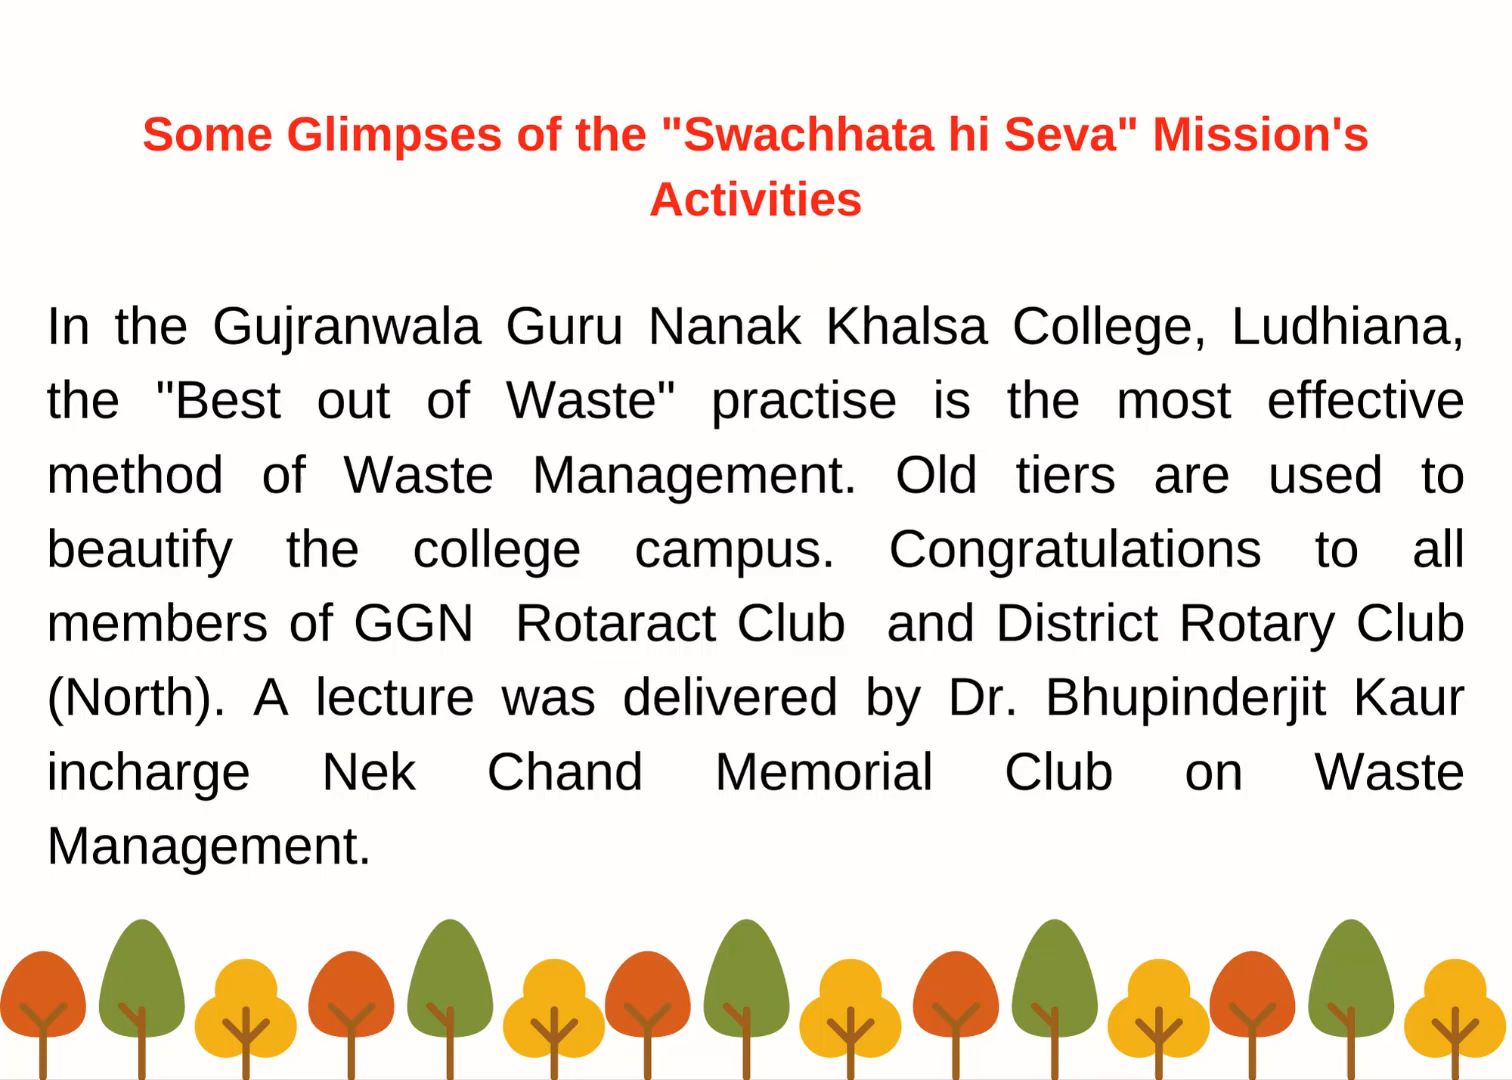 Some Glimpses of the "Swachhata hi Seva" Mission's
Activities
In the Gujranwala Guru Nanak Khalsa College, Ludhiana,
the "Best out of Waste" practise is the most effective
method of Waste Management. Old tiers are used to
beautify the college campus. Congratulations to all
members of GGN Rotaract Club and District Rotary Club
(North). A lecture was delivered by Dr. Bhupinderjit Kaur
incharge Nek Chand Memorial Club on Waste
Management.